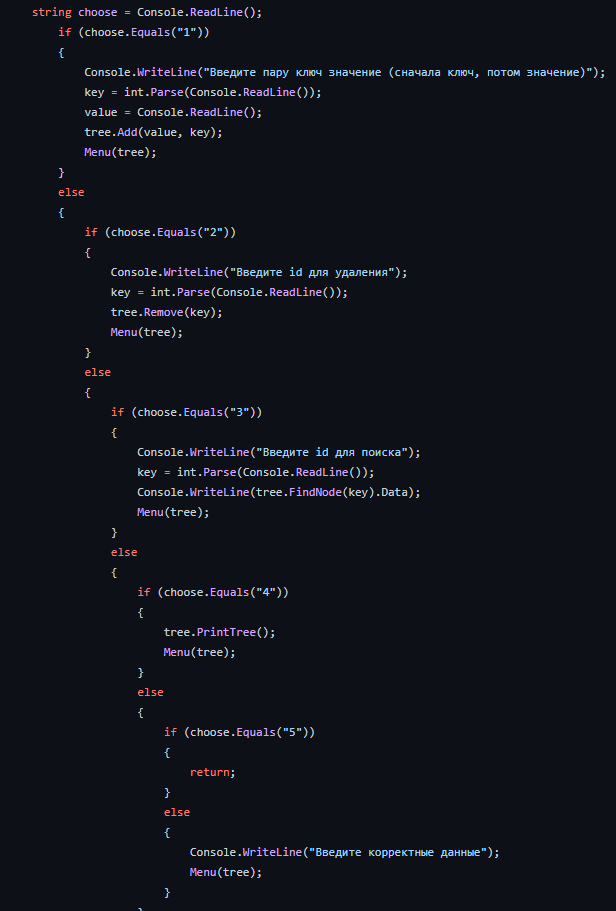 string choose = Console.ReadLine();
if (choose.Equals("1"))
{
Console.WriteLine("Введите пару ключ значение (сначала ключ, потом значение)");
key = int.Parse(Console.ReadLine());
value = Console.ReadLine();
tree.Add(value, key);
Menu(tree);
}
else
{
if (choose.Equals("2"))
{
Console.WriteLine("Введите id для удаления");
key = int.Parse(Console.ReadLine());
tree.Remove(key);
Menu(tree);
}
else
{
if (choose.Equals("3"))
{
Console.WriteLine("Введите id для поиска");
key = int.Parse(Console.ReadLine());
Console.WriteLine(tree.FindNode(key).Data);
Menu(tree);
}
else
{
if (choose.Equals("4"))
{
tree.PrintTree();
Menu(tree);
}
else
{
if (choose.Equals("5"))
{
return;
}
else
{
Console.WriteLine("Введите корректные данные");
Menu(tree);
}
}